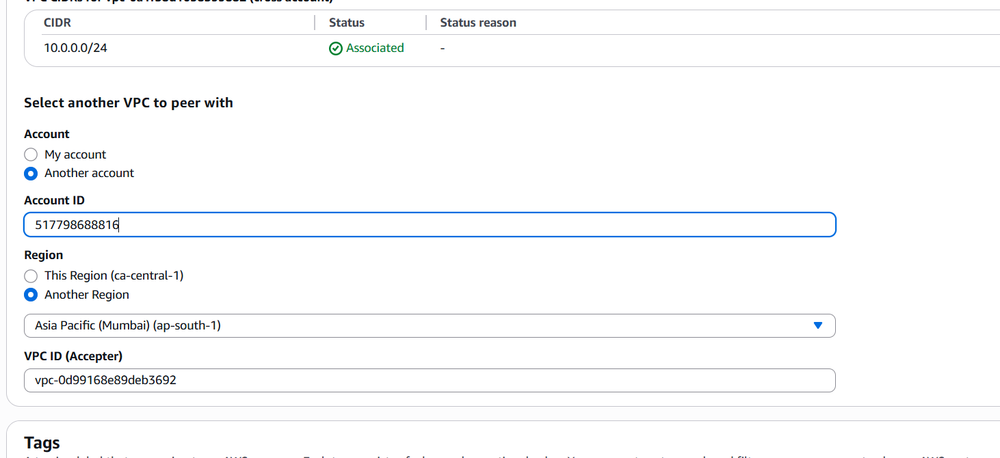 CIDR Status Status reason
10.0.0.0/24 Associated -
Select another VPC to peer with
Account
My account
Another account
Account ID
517798688816
Region
This Region (ca-central-1)
Another Region
Asia Pacific (Mumbai) (ap-south-1)
VPC ID (Accepter)
vpc-0d99168e89deb3692
Tags